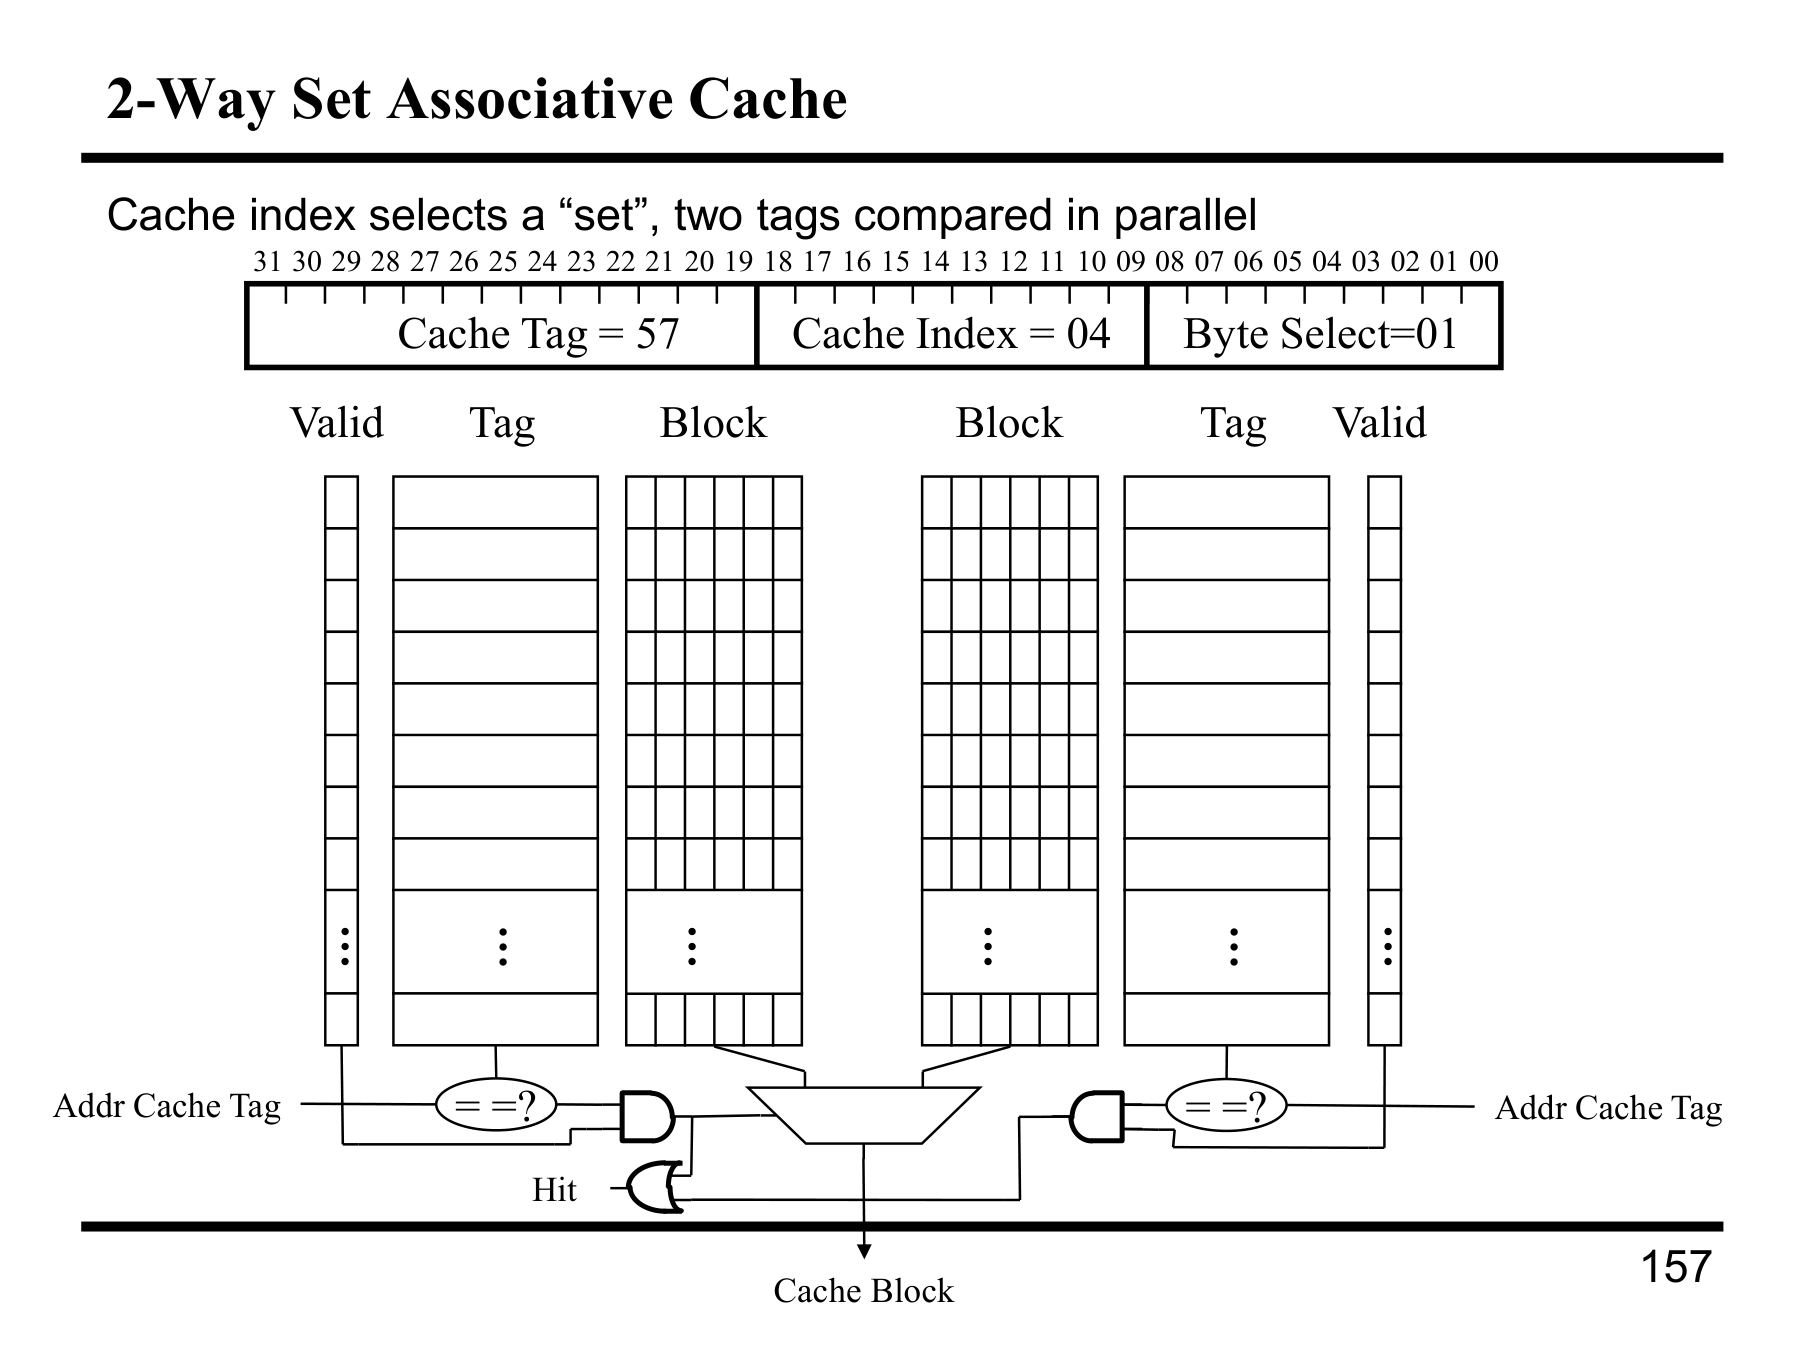 2-Way Set Associative Cache
Cache index selects a “set”, two tags compared in parallel
31 30 29 28 27 26 25 24 23 22 21 20 19 18 17 16 15 14 13 12 11 10 09 08 07 06 05 04 03 02 01 00
Cache Tag = 57 Cache Index = 04 Byte Select=01
Valid Tag Block Block Tag Valid
Addr Cache Tag = =? = =? Addr Cache Tag
Hit
157
Cache Block